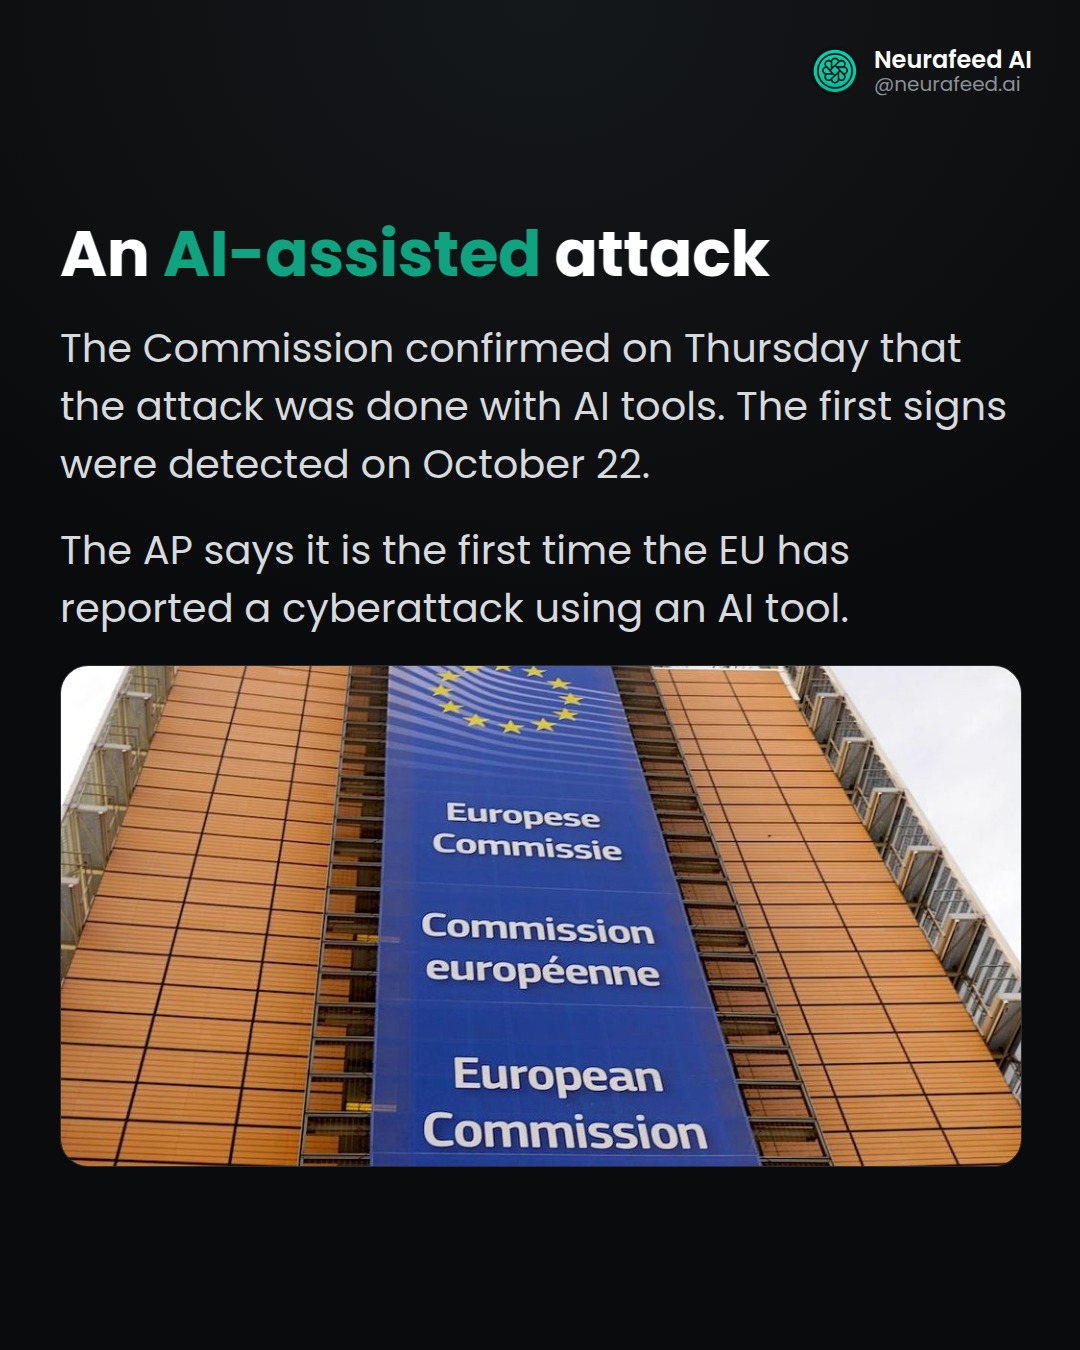 Neurafeed AI
@neurafeed.ai
An AI-assisted attack
The Commission confirmed on Thursday that
the attack was done with AI tools. The first signs
were detected on October 22.
The AP says it is the first time the EU has
reported a cyberattack using an AI tool.
Europese
Commissie
Commission
européenne
European
Commission